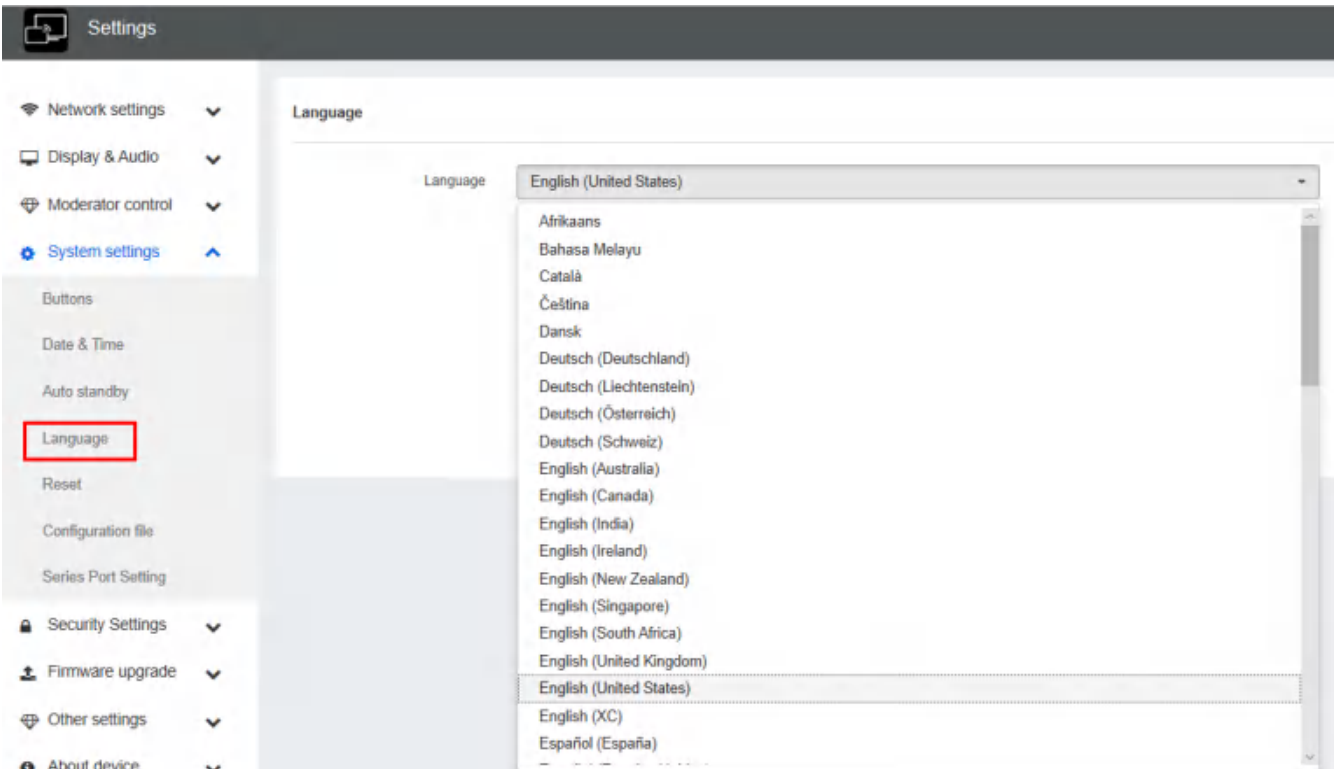 Settings
Network settings
Display & Audio
Moderator control
System settings
Buttons
Date & Time
Auto standby
Language
Reset
Configuration file
Series Port Setting
Security Settings
Firmware upgrade
Other settings
About device
Language
Language English (United States)
Afrikaans
Bahasa Melayu
Català
Čeština
Dansk
Deutsch (Deutschland)
Deutsch (Liechtenstein)
Deutsch (Österreich)
Deutsch (Schweiz)
English (Australia)
English (Canada)
English (India)
English (Ireland)
English (New Zealand)
English (Singapore)
English (South Africa)
English (United Kingdom)
English (United States)
English (XC)
Español (España)